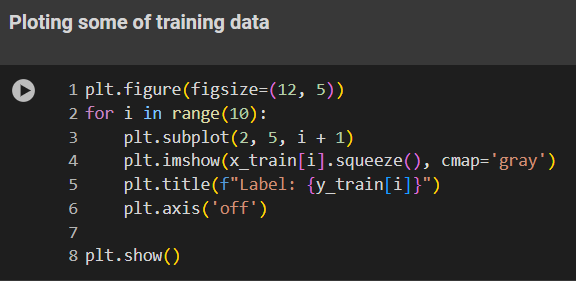 Ploting some of training data
1 plt.figure(figsize=(12, 5))
2 for i in range(10):
3     plt.subplot(2, 5, i + 1)
4     plt.imshow(x_train[i].squeeze(), cmap='gray')
5     plt.title(f"Label: {y_train[i]}")
6     plt.axis('off')
7
8 plt.show()